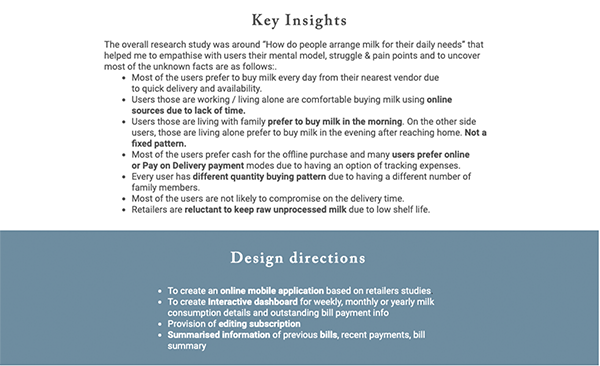 Key Insights
The overall research study was around “How do people arrange milk for their daily needs” that
helped me to empathise with users their mental model, struggle & pain points and to uncover
most of the unknown facts are as follows:.
• Most of the users prefer to buy milk every day from their nearest vendor due
to quick delivery and availability.
• Users those are working / living alone are comfortable buying milk using online
sources due to lack of time.
• Users those are living with family prefer to buy milk in the morning. On the other side
users, those are living alone prefer to buy milk in the evening after reaching home. Not a
fixed pattern.
• Most of the users prefer cash for the offline purchase and many users prefer online
or Pay on Delivery payment modes due to having an option of tracking expenses.
• Every user has different quantity buying pattern due to having a different number of
family members.
• Most of the users are not likely to compromise on the delivery time.
• Retailers are reluctant to keep raw unprocessed milk due to low shelf life.
Design directions
• To create an online mobile application based on retailers studies
• To create Interactive dashboard for weekly, monthly or yearly milk
consumption details and outstanding bill payment info
• Provision of editing subscription
• Summarised information of previous bills, recent payments, bill
summary